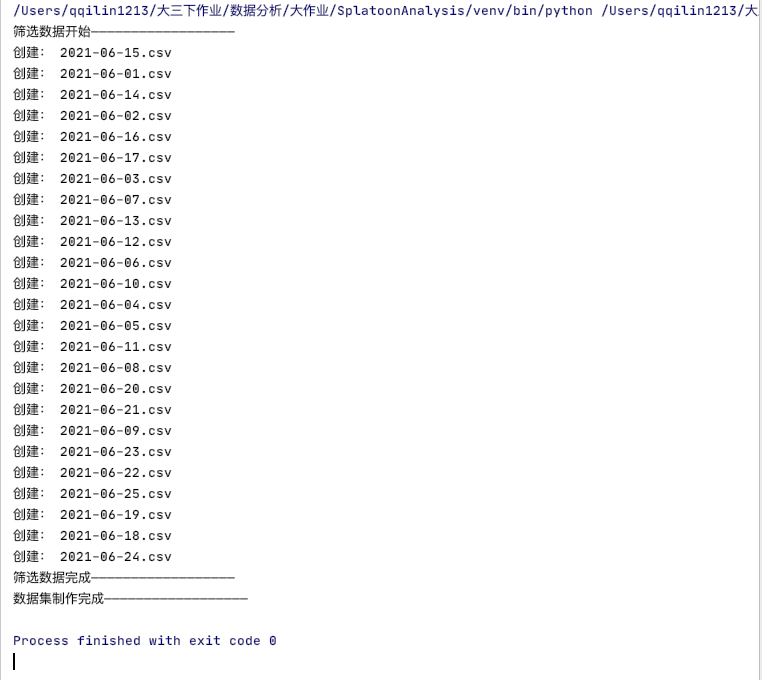 /Users/qqilin1213/大三下作业/数据分析/大作业/SplatoonAnalysis/venv/bin/python /Users/qqilin1213/大
筛选数据开始——————————————————
创建： 2021-06-15.csv
创建： 2021-06-01.csv
创建： 2021-06-14.csv
创建： 2021-06-02.csv
创建： 2021-06-16.csv
创建： 2021-06-17.csv
创建： 2021-06-03.csv
创建： 2021-06-07.csv
创建： 2021-06-13.csv
创建： 2021-06-12.csv
创建： 2021-06-06.csv
创建： 2021-06-10.csv
创建： 2021-06-04.csv
创建： 2021-06-05.csv
创建： 2021-06-11.csv
创建： 2021-06-08.csv
创建： 2021-06-20.csv
创建： 2021-06-21.csv
创建： 2021-06-09.csv
创建： 2021-06-23.csv
创建： 2021-06-22.csv
创建： 2021-06-25.csv
创建： 2021-06-19.csv
创建： 2021-06-18.csv
创建： 2021-06-24.csv
筛选数据完成——————————————————
数据集制作完成——————————————————
Process finished with exit code 0